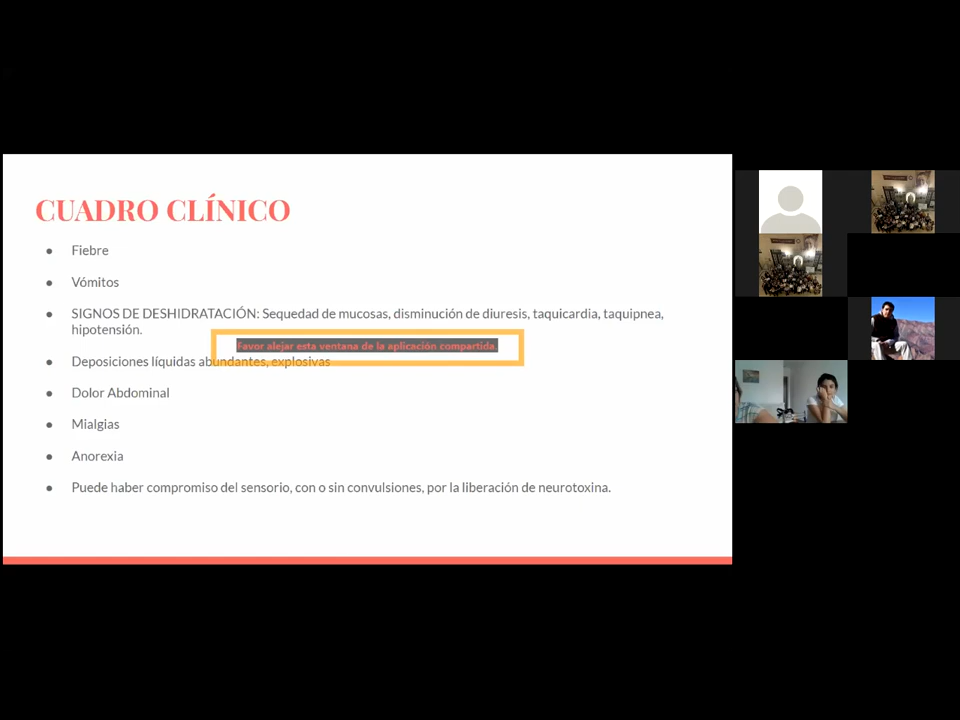 CUADRO CLÍNICO
● Fiebre
● Vómitos
● SIGNOS DE DESHIDRATACIÓN: Sequedad de mucosas, disminución de diuresis, taquicardia, taquipnea,
hipotensión.
Favor alejar esta ventana de la aplicación compartida.
● Deposiciones líquidas abundantes, explosivas
● Dolor Abdominal
● Mialgias
● Anorexia
● Puede haber compromiso del sensorio, con o sin convulsiones, por la liberación de neurotoxina.